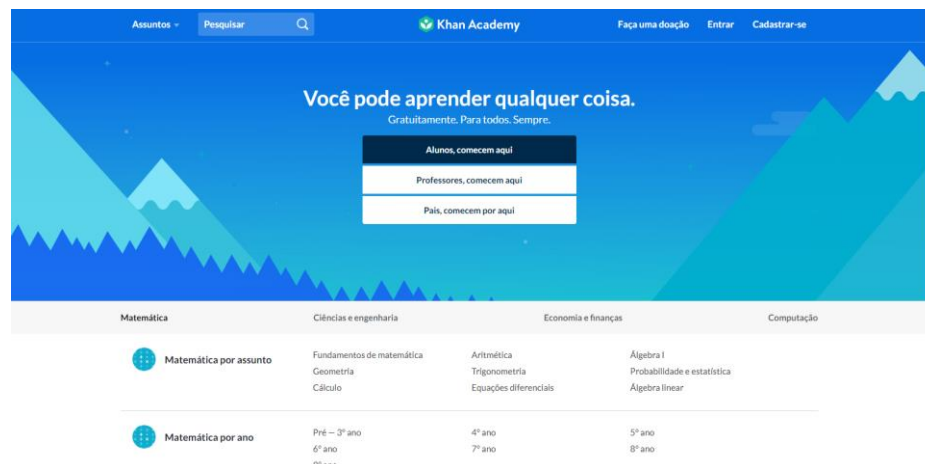 Assuntos Pesquisar Khan Academy Faça uma doação Entrar Cadastrar-se
Você pode aprender qualquer coisa.
Gratuitamente. Para todos. Sempre.
Alunos, comecem aqui
Professores, comecem aqui
Pais, comecem por aqui
Matemática Ciências e engenharia Economia e finanças Computação
Matemática por assunto
Fundamentos de matemática Aritmética Álgebra I
Geometria Trigonometria Probabilidade e estatística
Cálculo Equações diferenciais Álgebra linear
Matemática por ano
Pré — 3º ano 4º ano 5º ano
6º ano 7º ano 8º ano